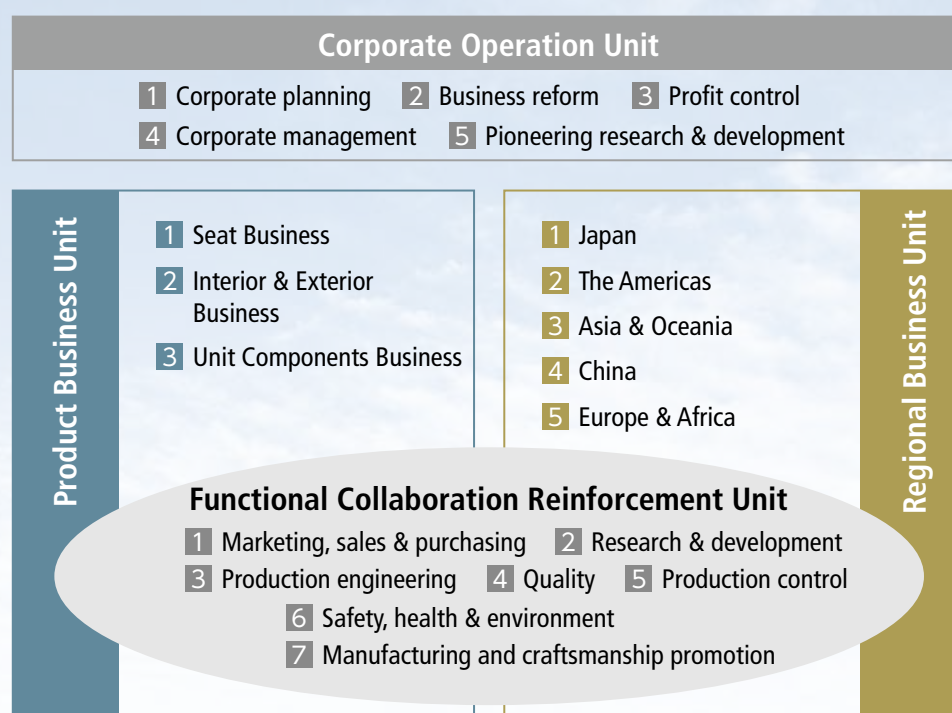 Corporate Operation Unit
1 Corporate planning 2 Business reform 3 Profit control
4 Corporate management 5 Pioneering research & development
Product Business Unit
1 Seat Business
2 Interior & Exterior
Business
3 Unit Components Business
1 Japan
2 The Americas
3 Asia & Oceania
4 China
5 Europe & Africa
Regional Business Unit
Functional Collaboration Reinforcement Unit
1 Marketing, sales & purchasing 2 Research & development
3 Production engineering 4 Quality 5 Production control
6 Safety, health & environment
7 Manufacturing and craftsmanship promotion